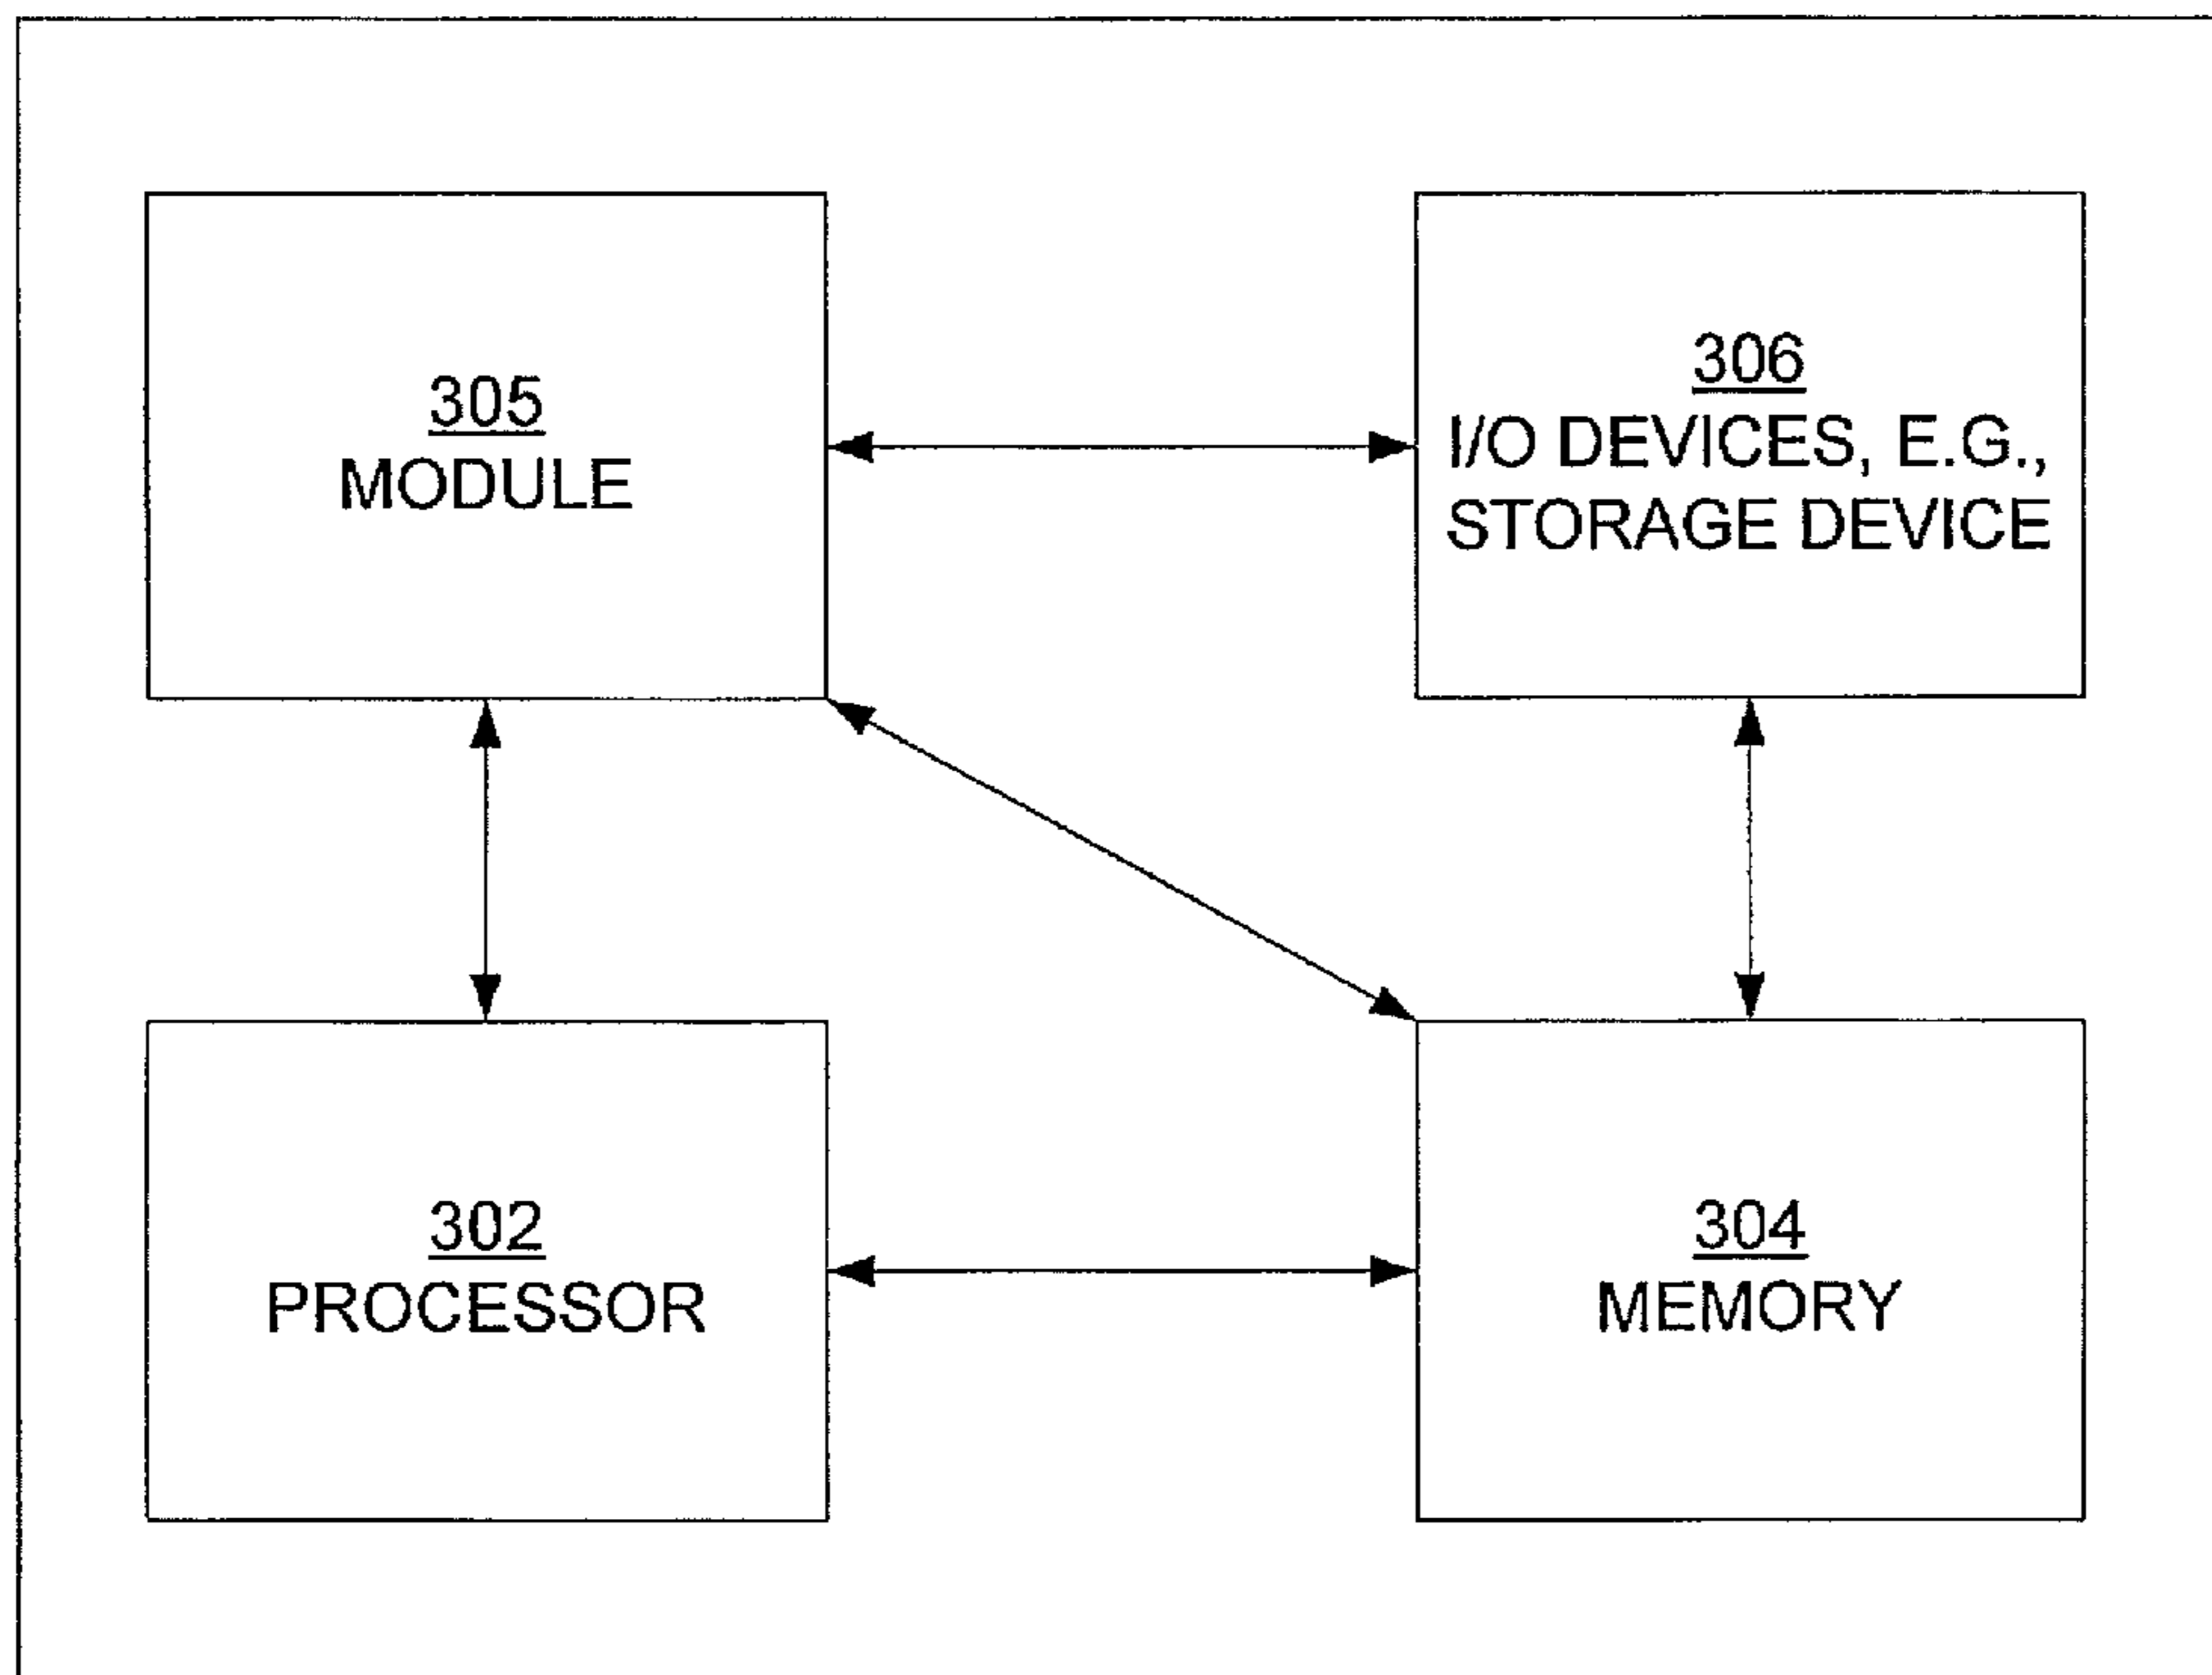 305
MODULE
306
I/O DEVICES, E.G.,
STORAGE DEVICE
302
PROCESSOR
304
MEMORY